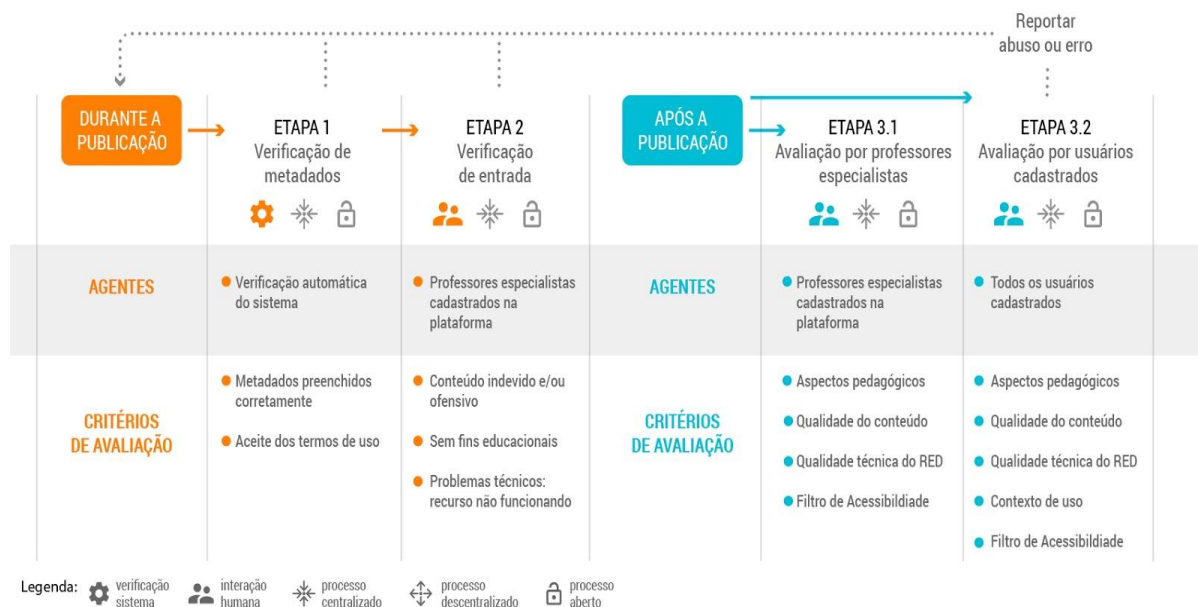 Reportar
abuso ou erro
DURANTE A
PUBLICAÇÃO
ETAPA 1
Verificação de
metadados
ETAPA 2
Verificação
de entrada
APÓS A
PUBLICAÇÃO
ETAPA 3.1
Avaliação por professores
especialistas
ETAPA 3.2
Avaliação por usuários
cadastrados
AGENTES
Verificação automática
do sistema
Professores especialistas
cadastrados na
plataforma
AGENTES
Professores especialistas
cadastrados na
plataforma
Todos os usuários
cadastrados
CRITÉRIOS
DE AVALIAÇÃO
Metadados preenchidos
corretamente
Aceite dos termos de uso
Conteúdo indevido e/ou
ofensivo
Sem fins educacionais
Problemas técnicos:
recurso não funcionando
CRITÉRIOS
DE AVALIAÇÃO
Aspectos pedagógicos
Qualidade do conteúdo
Qualidade técnica do RED
Filtro de Acessibildiade
Aspectos pedagógicos
Qualidade do conteúdo
Qualidade técnica do RED
Contexto de uso
Filtro de Acessibildiade
Legenda:
verificação
sistema
interação
humana
processo
centralizado
processo
descentralizado
processo
aberto